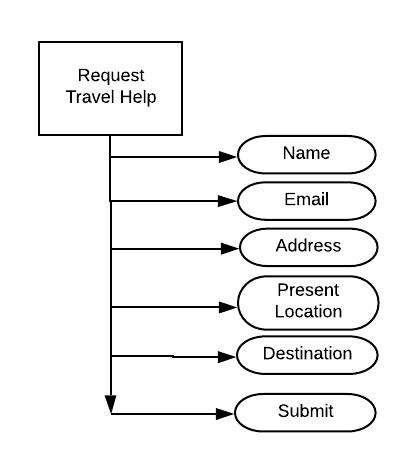 Request
Travel Help
Name
Email
Address
Present
Location
Destination
Submit